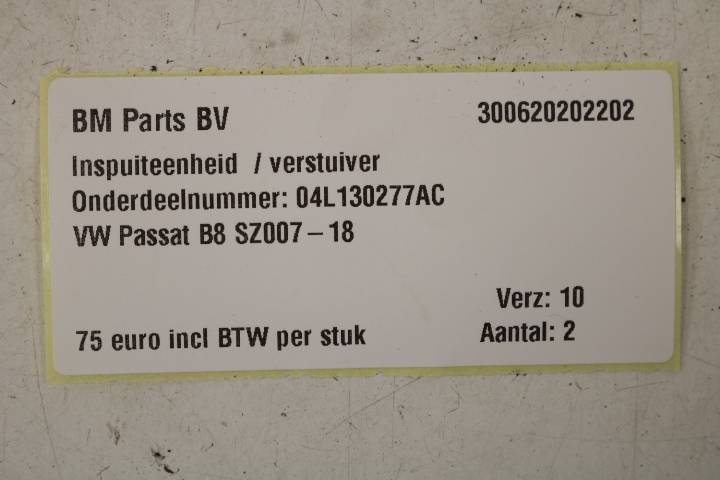 BM Parts BV 300620202202
Inspuiteenheid / verstuiver
Onderdeelnummer: 04L130277AC
VW Passat B8 SZ007-18
Verz: 10
75 euro incl BTW per stuk Aantal: 2